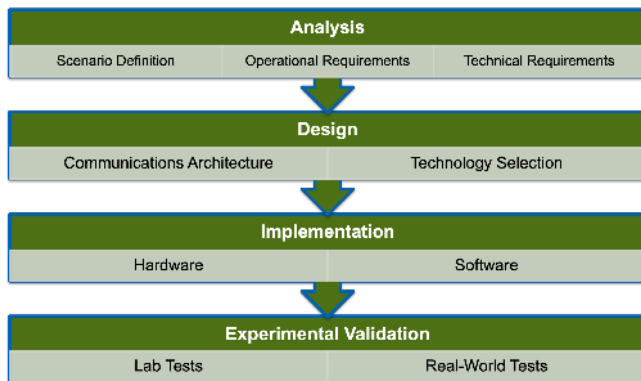 Analysis
Scenario Definition Operational Requirements Technical Requirements
Design
Communications Architecture Technology Selection
Implementation
Hardware Software
Experimental Validation
Lab Tests Real-World Tests